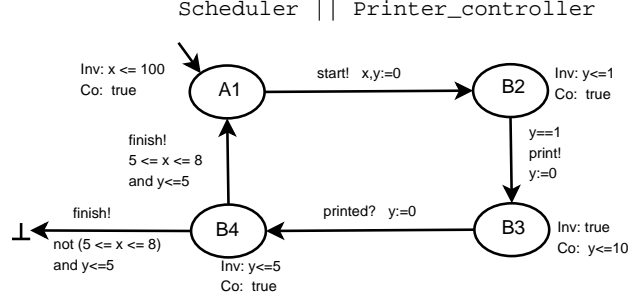 Scheduler || Printer_controller
Inv: x <= 100
Co: true
A1
start! x,y:=0
B2
Inv: y<=1
Co: true
finish!
5 <= x <= 8
and y<=5
y==1
print!
y:=0
finish!
not (5 <= x <= 8)
and y<=5
⊥
B4
printed? y:=0
B3
Inv: true
Co: y<=10
Inv: y<=5
Co: true